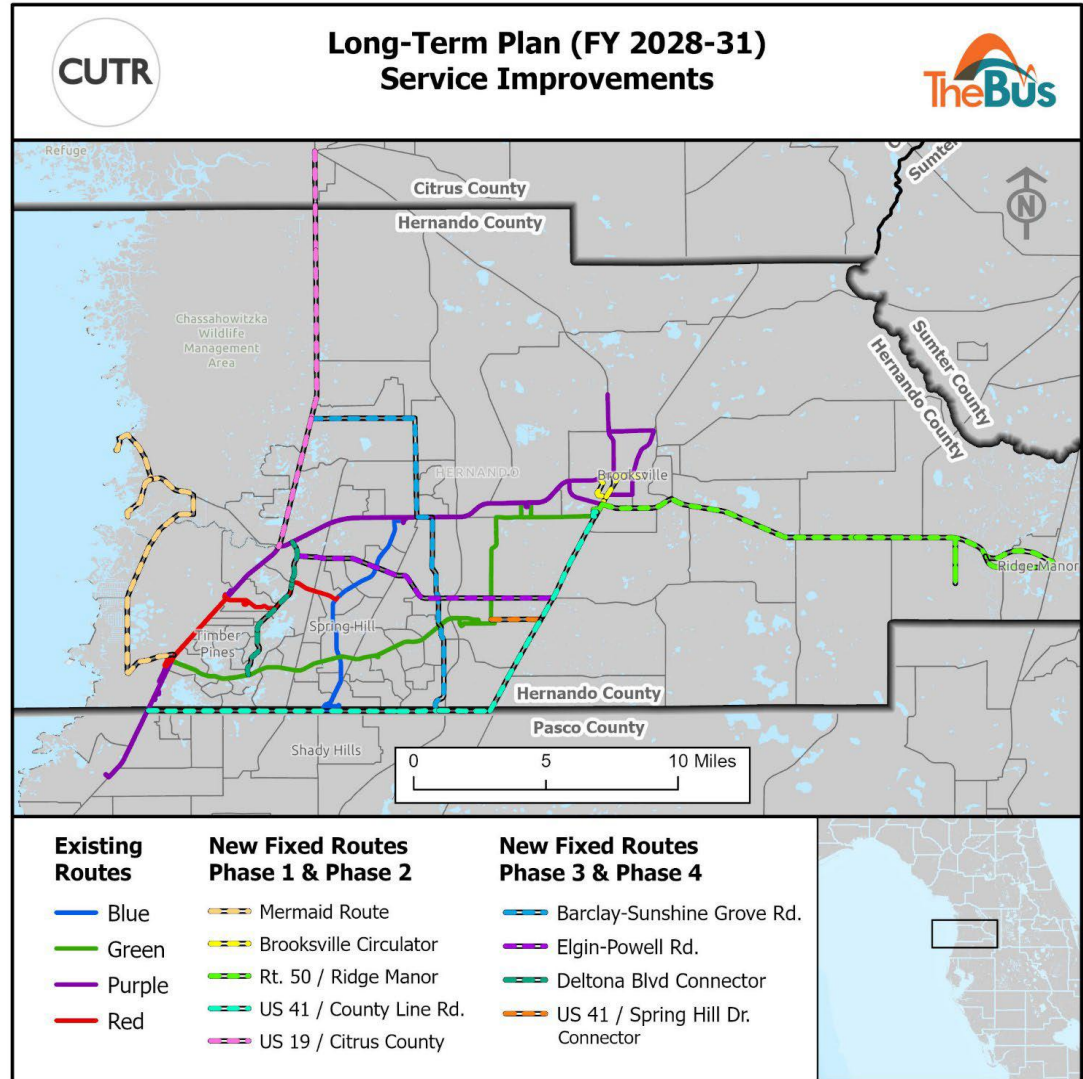 CUTR
Long-Term Plan (FY 2028-31)
Service Improvements
TheBus
Refuge
Citrus County
Hernando County
Sumter
N
Chassahowitzka
Wildlife
Management
Area
Sumter County
Hernando County
HERNANDO
Brooksville
Ridge Manor
Spring Hill
Timber
Pines
Hernando County
Pasco County
Shady Hills
0 5 10 Miles
Existing
Routes
Blue
Green
Purple
Red
New Fixed Routes
Phase 1 & Phase 2
Mermaid Route
Brooksville Circulator
Rt. 50 / Ridge Manor
US 41 / County Line Rd.
US 19 / Citrus County
New Fixed Routes
Phase 3 & Phase 4
Barclay-Sunshine Grove Rd.
Elgin-Powell Rd.
Deltona Blvd Connector
US 41 / Spring Hill Dr.
Connector